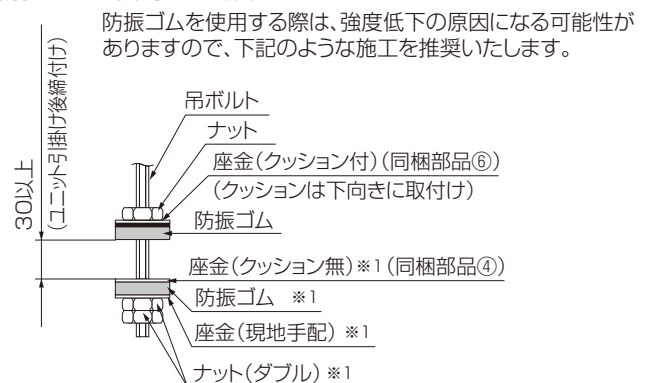 防振ゴムを使用する際は、強度低下の原因になる可能性が
ありますので、下記のような施工を推奨いたします。
30以上
(ユニット引掛け後締付け)
吊ボルト
ナット
座金(クッション付)(同梱部品⑥)
(クッションは下向きに取付け)
防振ゴム
座金(クッション無)※1(同梱部品④)
防振ゴム ※1
座金(現地手配)※1
ナット(ダブル)※1